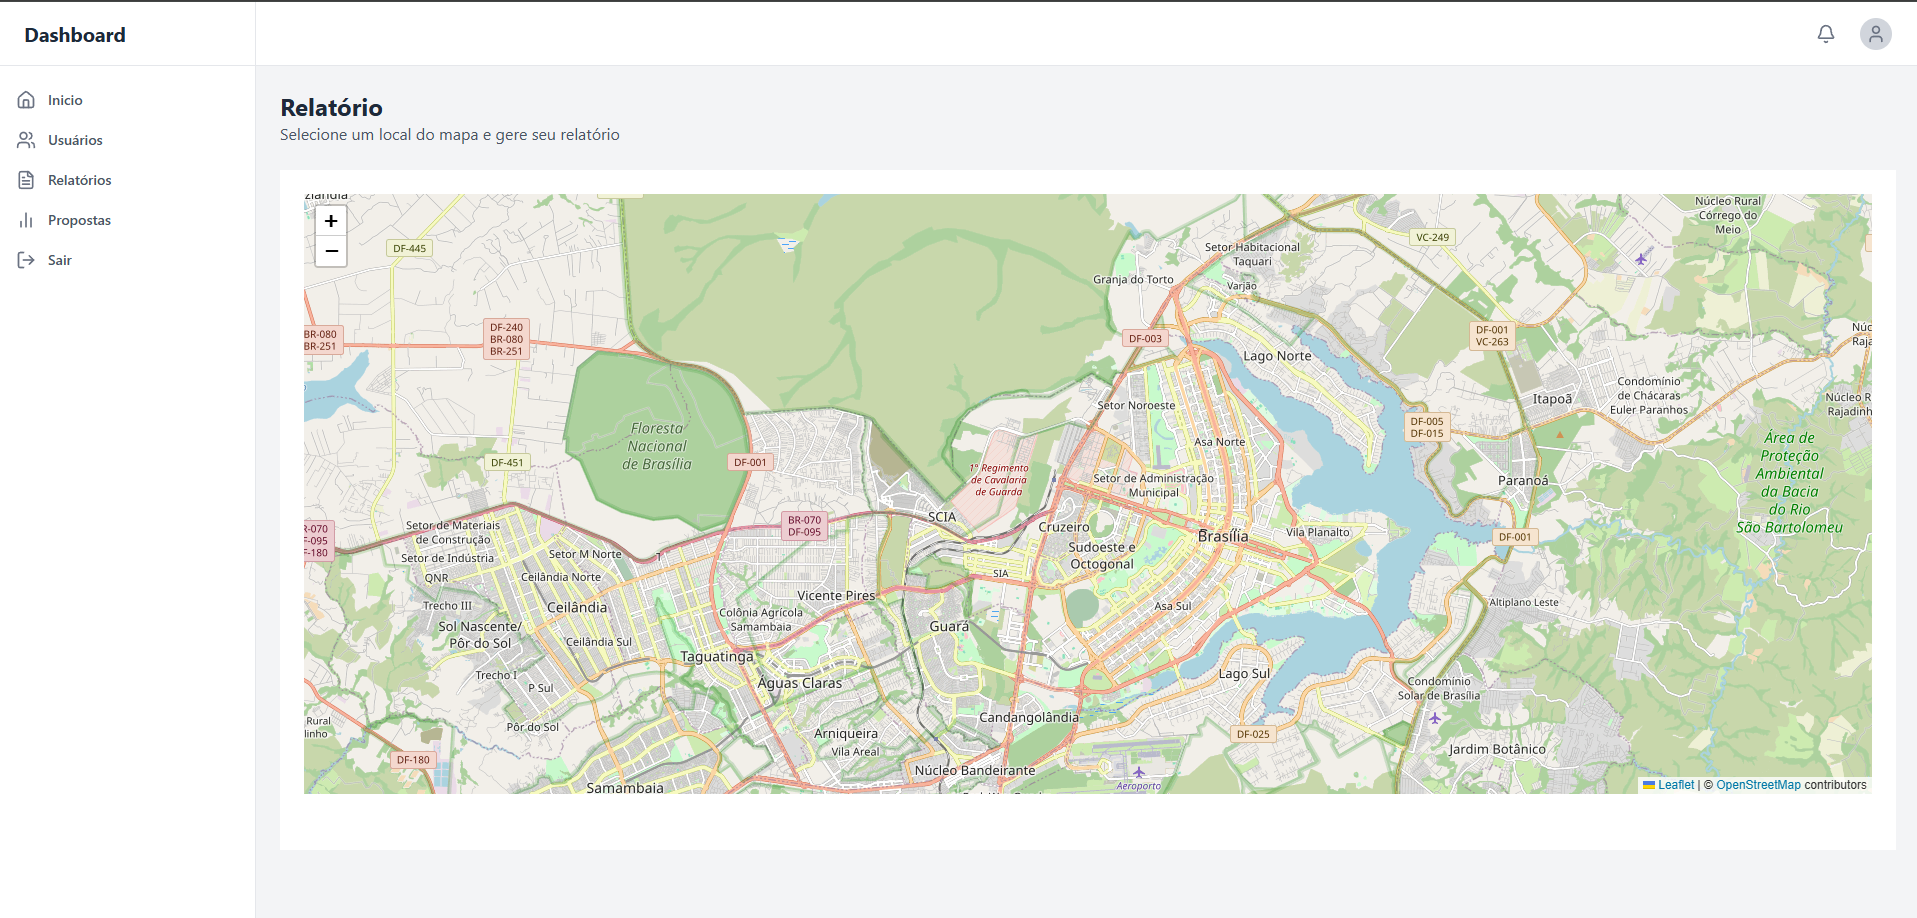 Dashboard
Inicio
Usuários
Relatórios
Propostas
Sair
Relatório
Selecione um local do mapa e gere seu relatório
+
−
DF-445
BR-080
BR-251
DF-240
BR-080
BR-251
DF-451
Floresta
Nacional
de Brasília
DF-001
BR-070
DF-095
Setor de Materiais
de Construção
Setor de Indústria
QNR
Setor M Norte
Ceilândia Norte
Trecho III
Ceilândia
Sol Nascente/
Pôr do Sol
Ceilândia Sul
Trecho I
P Sul
Pôr do Sol
Rural
DF-180
Samambaia
Taguatinga
Colônia Agrícola
Samambaia
Vicente Pires
Águas Claras
Arniqueira
Vila Areal
Núcleo Bandeirante
Guará
SCIA
SIA
1º Regimento
de Cavalaria
de Guarda
Cruzeiro
Sudoeste e
Octogonal
Candangolândia
Aeroporto
Setor Noroeste
Asa Norte
Setor de Administração
Municipal
Brasília
Vila Planalto
Asa Sul
Lago Sul
DF-025
DF-003
Granja do Torto
Setor Habitacional
Taquari
Varjão
Lago Norte
VC-249
DF-001
VC-263
DF-005
DF-015
Itapoã
Paranoá
DF-001
Altiplano Leste
Condomínio
Solar de Brasília
Jardim Botânico
Condomínio
de Chácaras
Euler Paranhos
Núcleo Rural
Córrego do
Meio
Área de
Proteção
Ambiental
da Bacia
do Rio
São Bartolomeu
Leaflet | © OpenStreetMap contributors